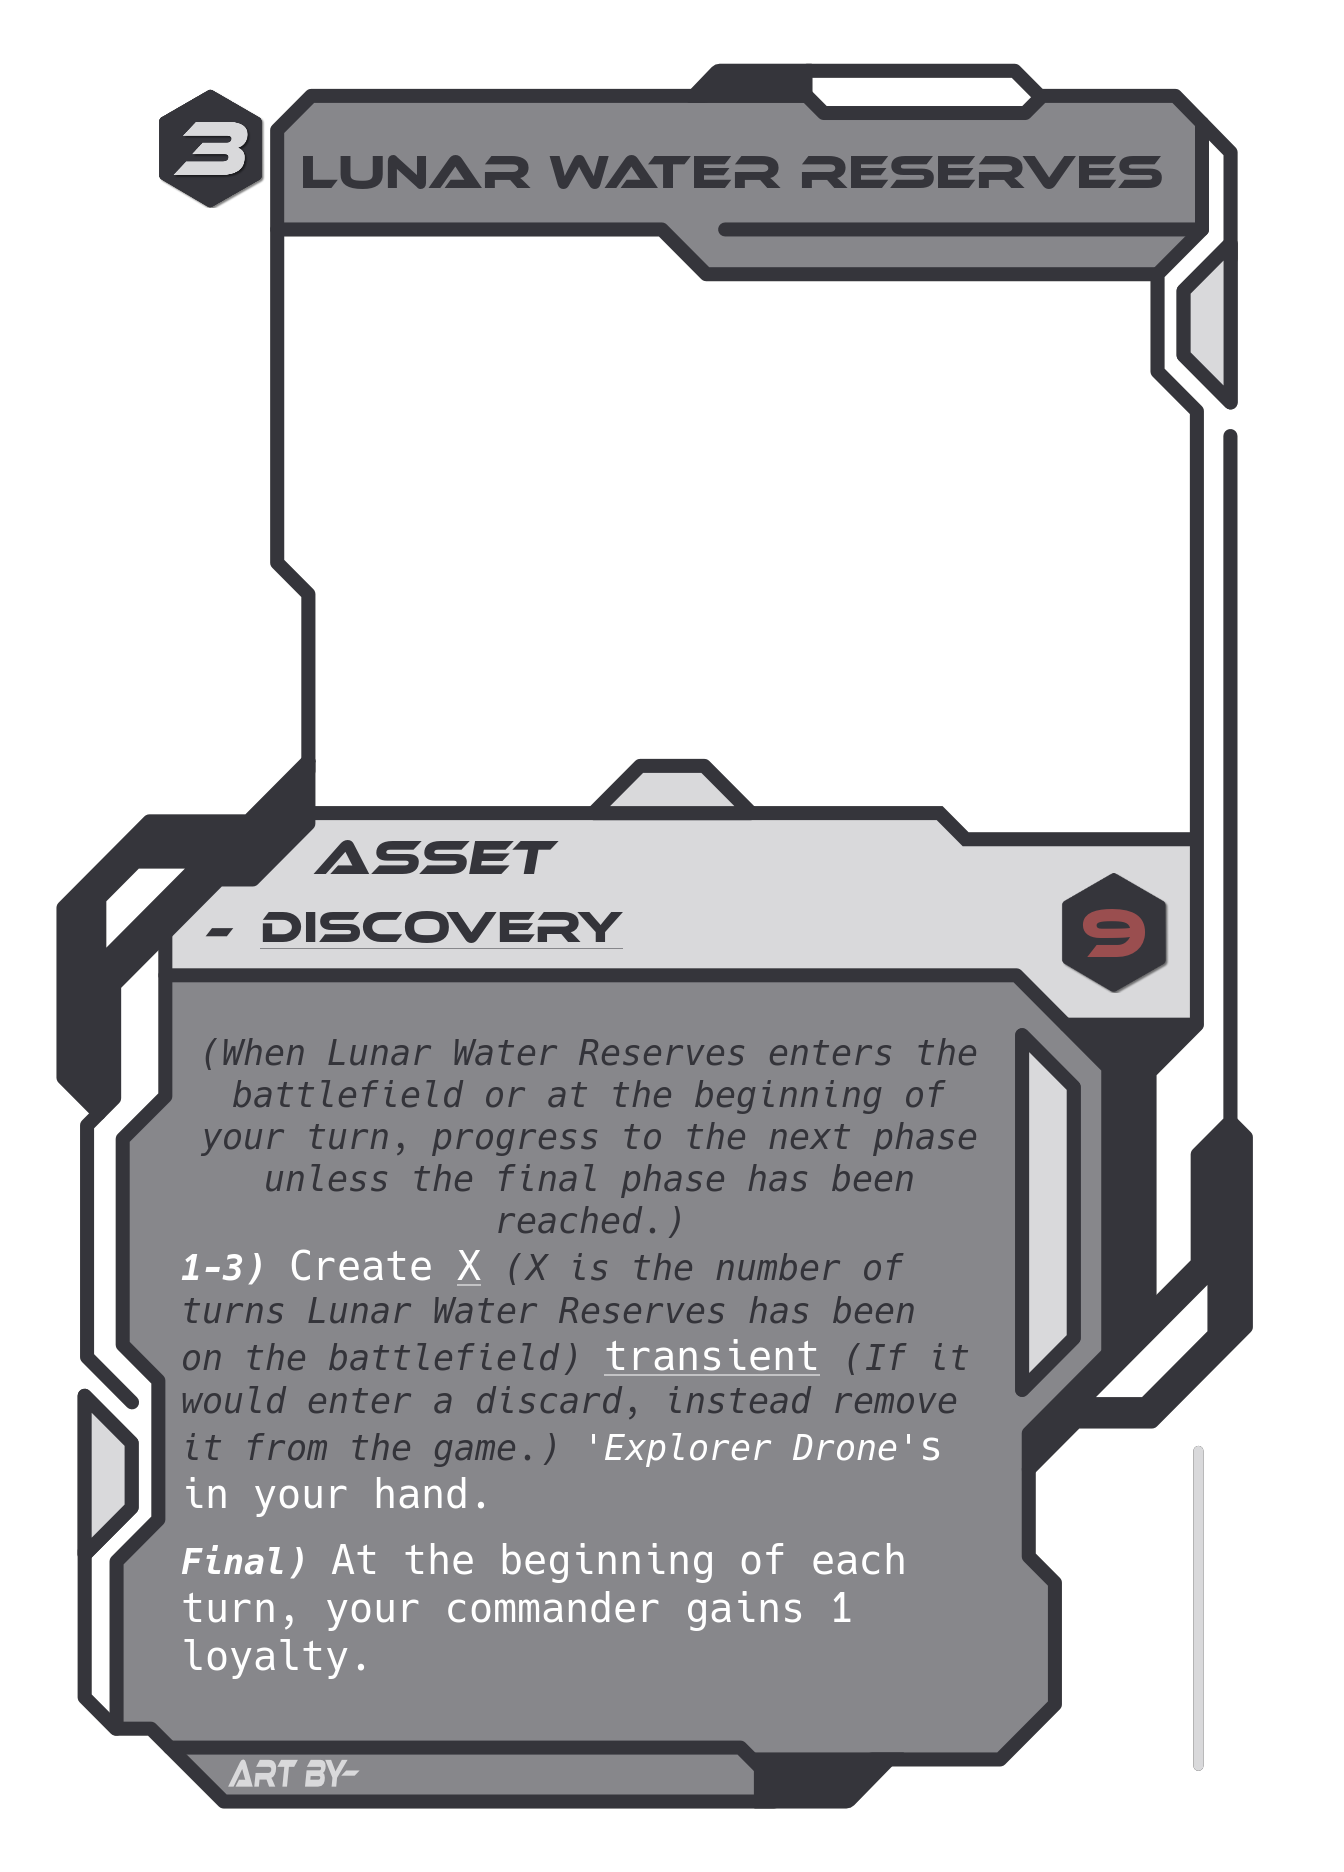 3
LUNAR WATER RESERVES
ASSET
- DISCOVERY
9
(When Lunar Water Reserves enters the
battlefield or at the beginning of
your turn, progress to the next phase
unless the final phase has been
reached.)
1-3) Create X (X is the number of
turns Lunar Water Reserves has been
on the battlefield) transient (If it
would enter a discard, instead remove
it from the game.) 'Explorer Drone's
in your hand.
Final) At the beginning of each
turn, your commander gains 1
loyalty.
ART BY-